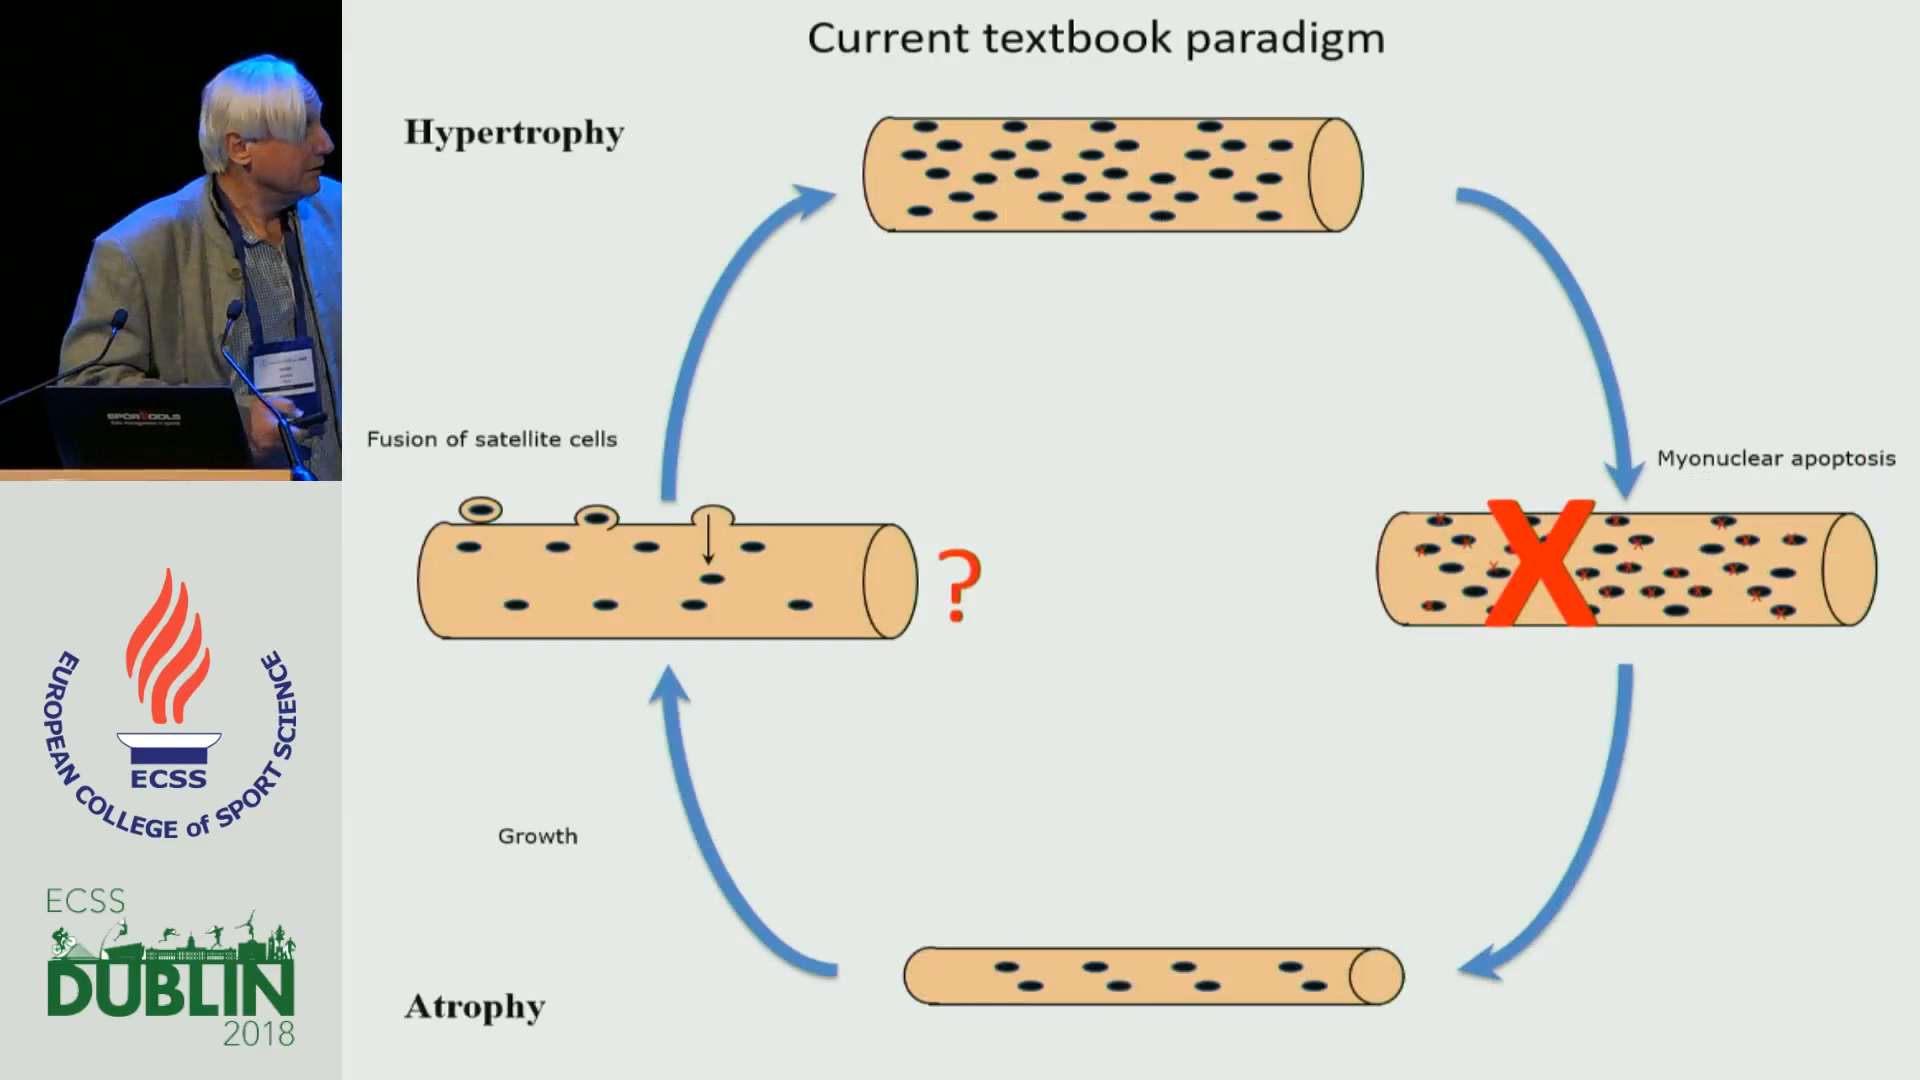 Current textbook paradigm
Hypertrophy
Fusion of satellite cells
Myonuclear apoptosis
X
?
Growth
Atrophy
EUROPEAN COLLEGE of SPORT SCIENCE
ECSS
ECSS
DUBLIN
2018